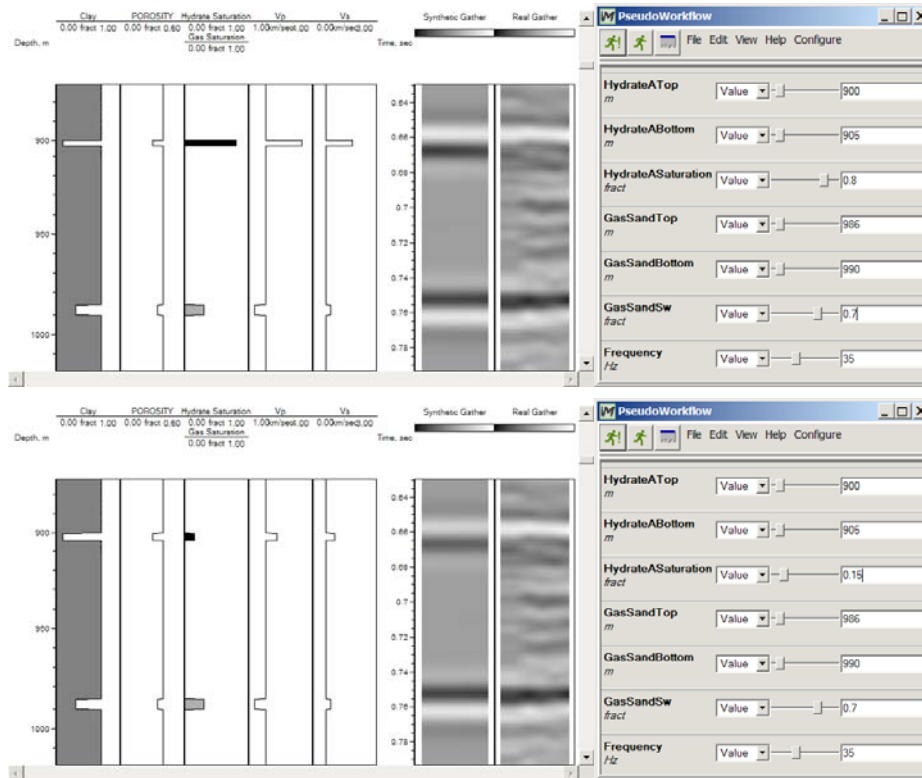 Clay POROSITY Hydrate Saturation Vp Vs
0.00 fract 1.00 0.00 fract 0.60 0.00 fract 1.00 1.00km/sec4.00 0.00km/sec3.00
Gas Saturation
0.00 fract 1.00
Depth, m
900
950
1000
Synthetic Gather Real Gather
Time, sec
0.64
0.66
0.68
0.7
0.72
0.74
0.76
0.78
PseudoWorkflow
File Edit View Help Configure
HydrateATop
m
Value
900
HydrateABottom
m
Value
905
HydrateASaturation
fract
Value
0.8
GasSandTop
m
Value
986
GasSandBottom
m
Value
990
GasSandSw
fract
Value
0.7
Frequency
Hz
Value
35
Clay POROSITY Hydrate Saturation Vp Vs
0.00 fract 1.00 0.00 fract 0.60 0.00 fract 1.00 1.00km/sec4.00 0.00km/sec3.00
Gas Saturation
0.00 fract 1.00
Depth, m
900
950
1000
Synthetic Gather Real Gather
Time, sec
0.64
0.66
0.68
0.7
0.72
0.74
0.76
0.78
PseudoWorkflow
File Edit View Help Configure
HydrateATop
m
Value
900
HydrateABottom
m
Value
905
HydrateASaturation
fract
Value
0.15
GasSandTop
m
Value
986
GasSandBottom
m
Value
990
GasSandSw
fract
Value
0.7
Frequency
Hz
Value
35